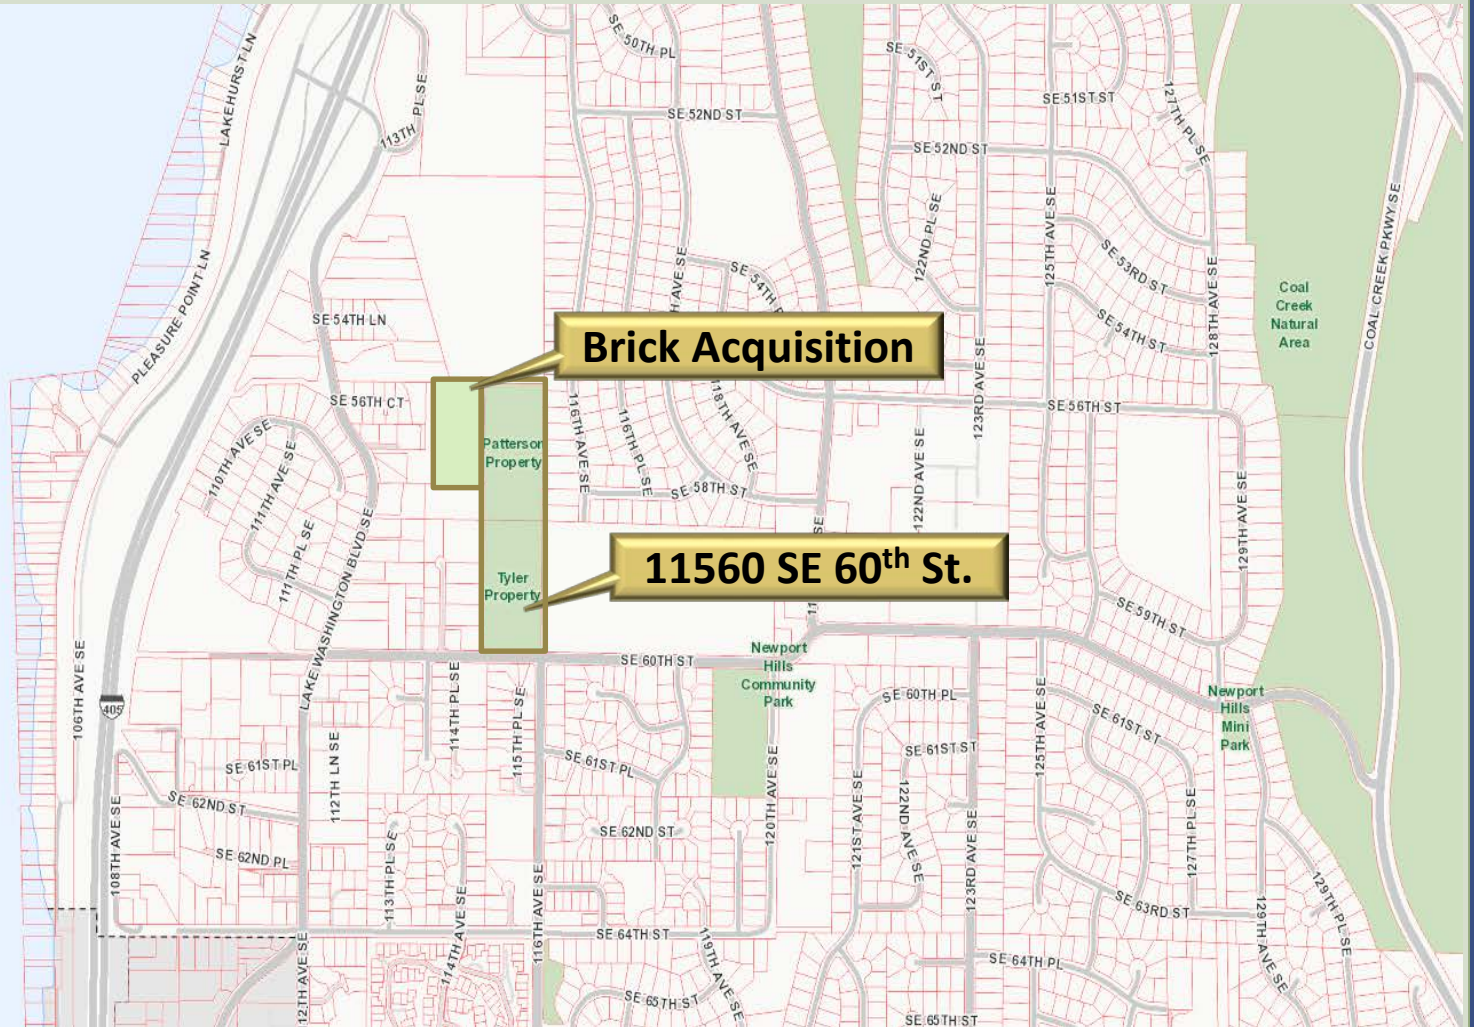 SE 50TH PL
LAKEHURST LN
113TH PL SE
SE 51ST ST
SE 51ST ST
127TH PL SE
SE 52ND ST
SE 52ND ST
122ND PL SE
125TH AVE SE
SE 53RD ST
128TH AVE SE
COAL CREEK PKWY SE
PLEASURE POINT LN
SE 54TH
SE 54TH LN
SE 54TH ST
Coal
Creek
Natural
Area
Brick Acquisition
SE 56TH CT
116TH AVE SE
116TH PL SE
118TH AVE SE
123RD AVE SE
SE 56TH ST
110TH AVE SE
111TH AVE SE
111TH PL SE
LAKE WASHINGTON BLVD SE
Patterson
Property
SE 58TH ST
122ND AVE SE
129TH AVE SE
11560 SE 60th St.
Tyler
Property
SE 59TH ST
106TH AVE SE
405
SE 60TH ST
Newport
Hills
Community
Park
SE 60TH PL
Newport
Hills
Mini
Park
114TH PL SE
115TH PL SE
SE 61ST PL
SE 61ST PL
112TH LN SE
SE 61ST ST
125TH AVE SE
SE 61ST ST
SE 62ND ST
SE 62ND ST
120TH AVE SE
121ST AVE SE
122ND AVE SE
123RD AVE SE
127TH PL SE
108TH AVE SE
SE 62ND PL
113TH PL SE
114TH AVE SE
116TH AVE SE
SE 63RD ST
129TH AVE SE
129TH PL SE
SE 64TH ST
119TH AVE SE
SE 64TH PL
SE 65TH ST
SE 65TH ST